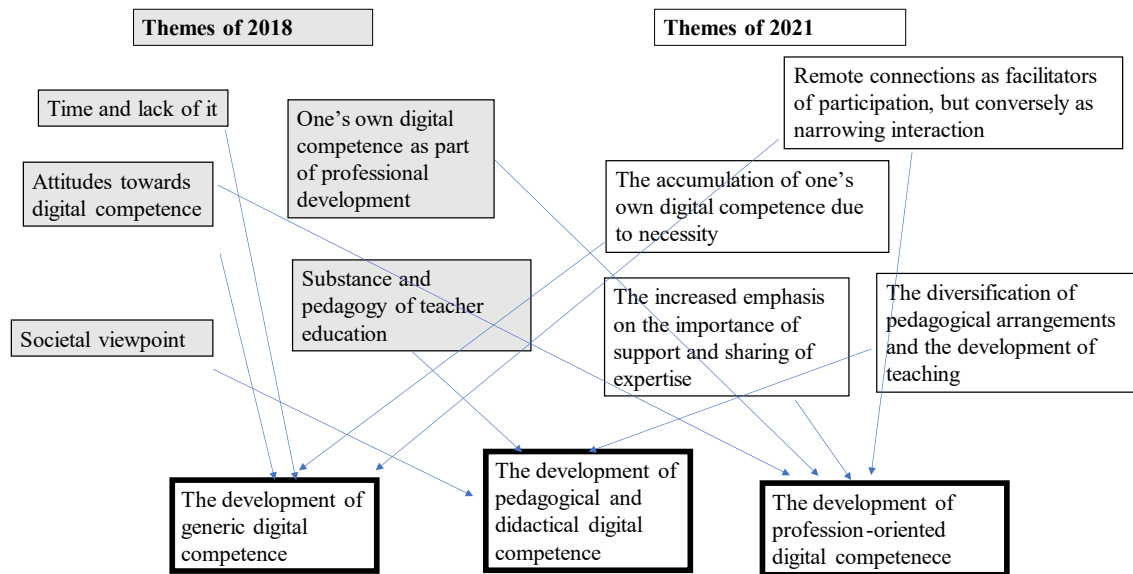 Themes of 2018
Themes of 2021
Time and lack of it
Attitudes towards
digital competence
Societal viewpoint
One's own digital
competence as part
of professional
development
Substance and
pedagogy of teacher
education
Remote connections as facilitators
of participation, but conversely as
narrowing interaction
The accumulation of one's
own digital competence due
to necessity
The increased emphasis
on the importance of
support and sharing of
expertise
The diversification of
pedagogical arrangements
and the development of
teaching
The development of
generic digital
competence
The development of
pedagogical and
didactical digital
competence
The development of
profession-oriented
digital competenece